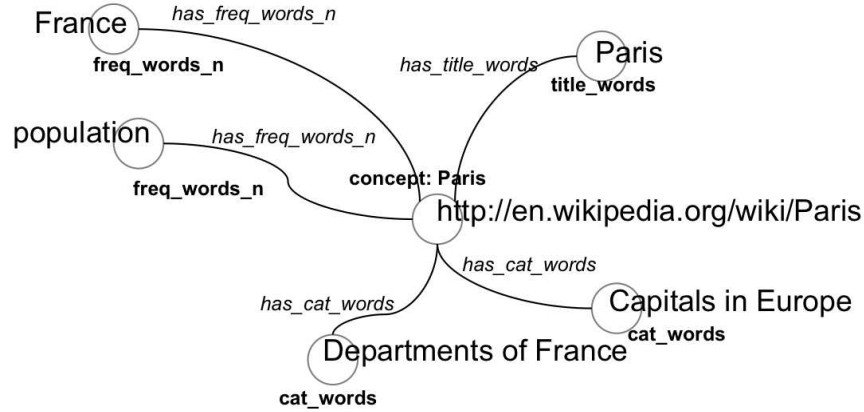 France
has_freq_words_n
freq_words_n
has_title_words
Paris
title_words
population
has_freq_words_n
freq_words_n
concept: Paris
http://en.wikipedia.org/wiki/Paris
has_cat_words
has_cat_words
Capitals in Europe
cat_words
Departments of France
cat_words